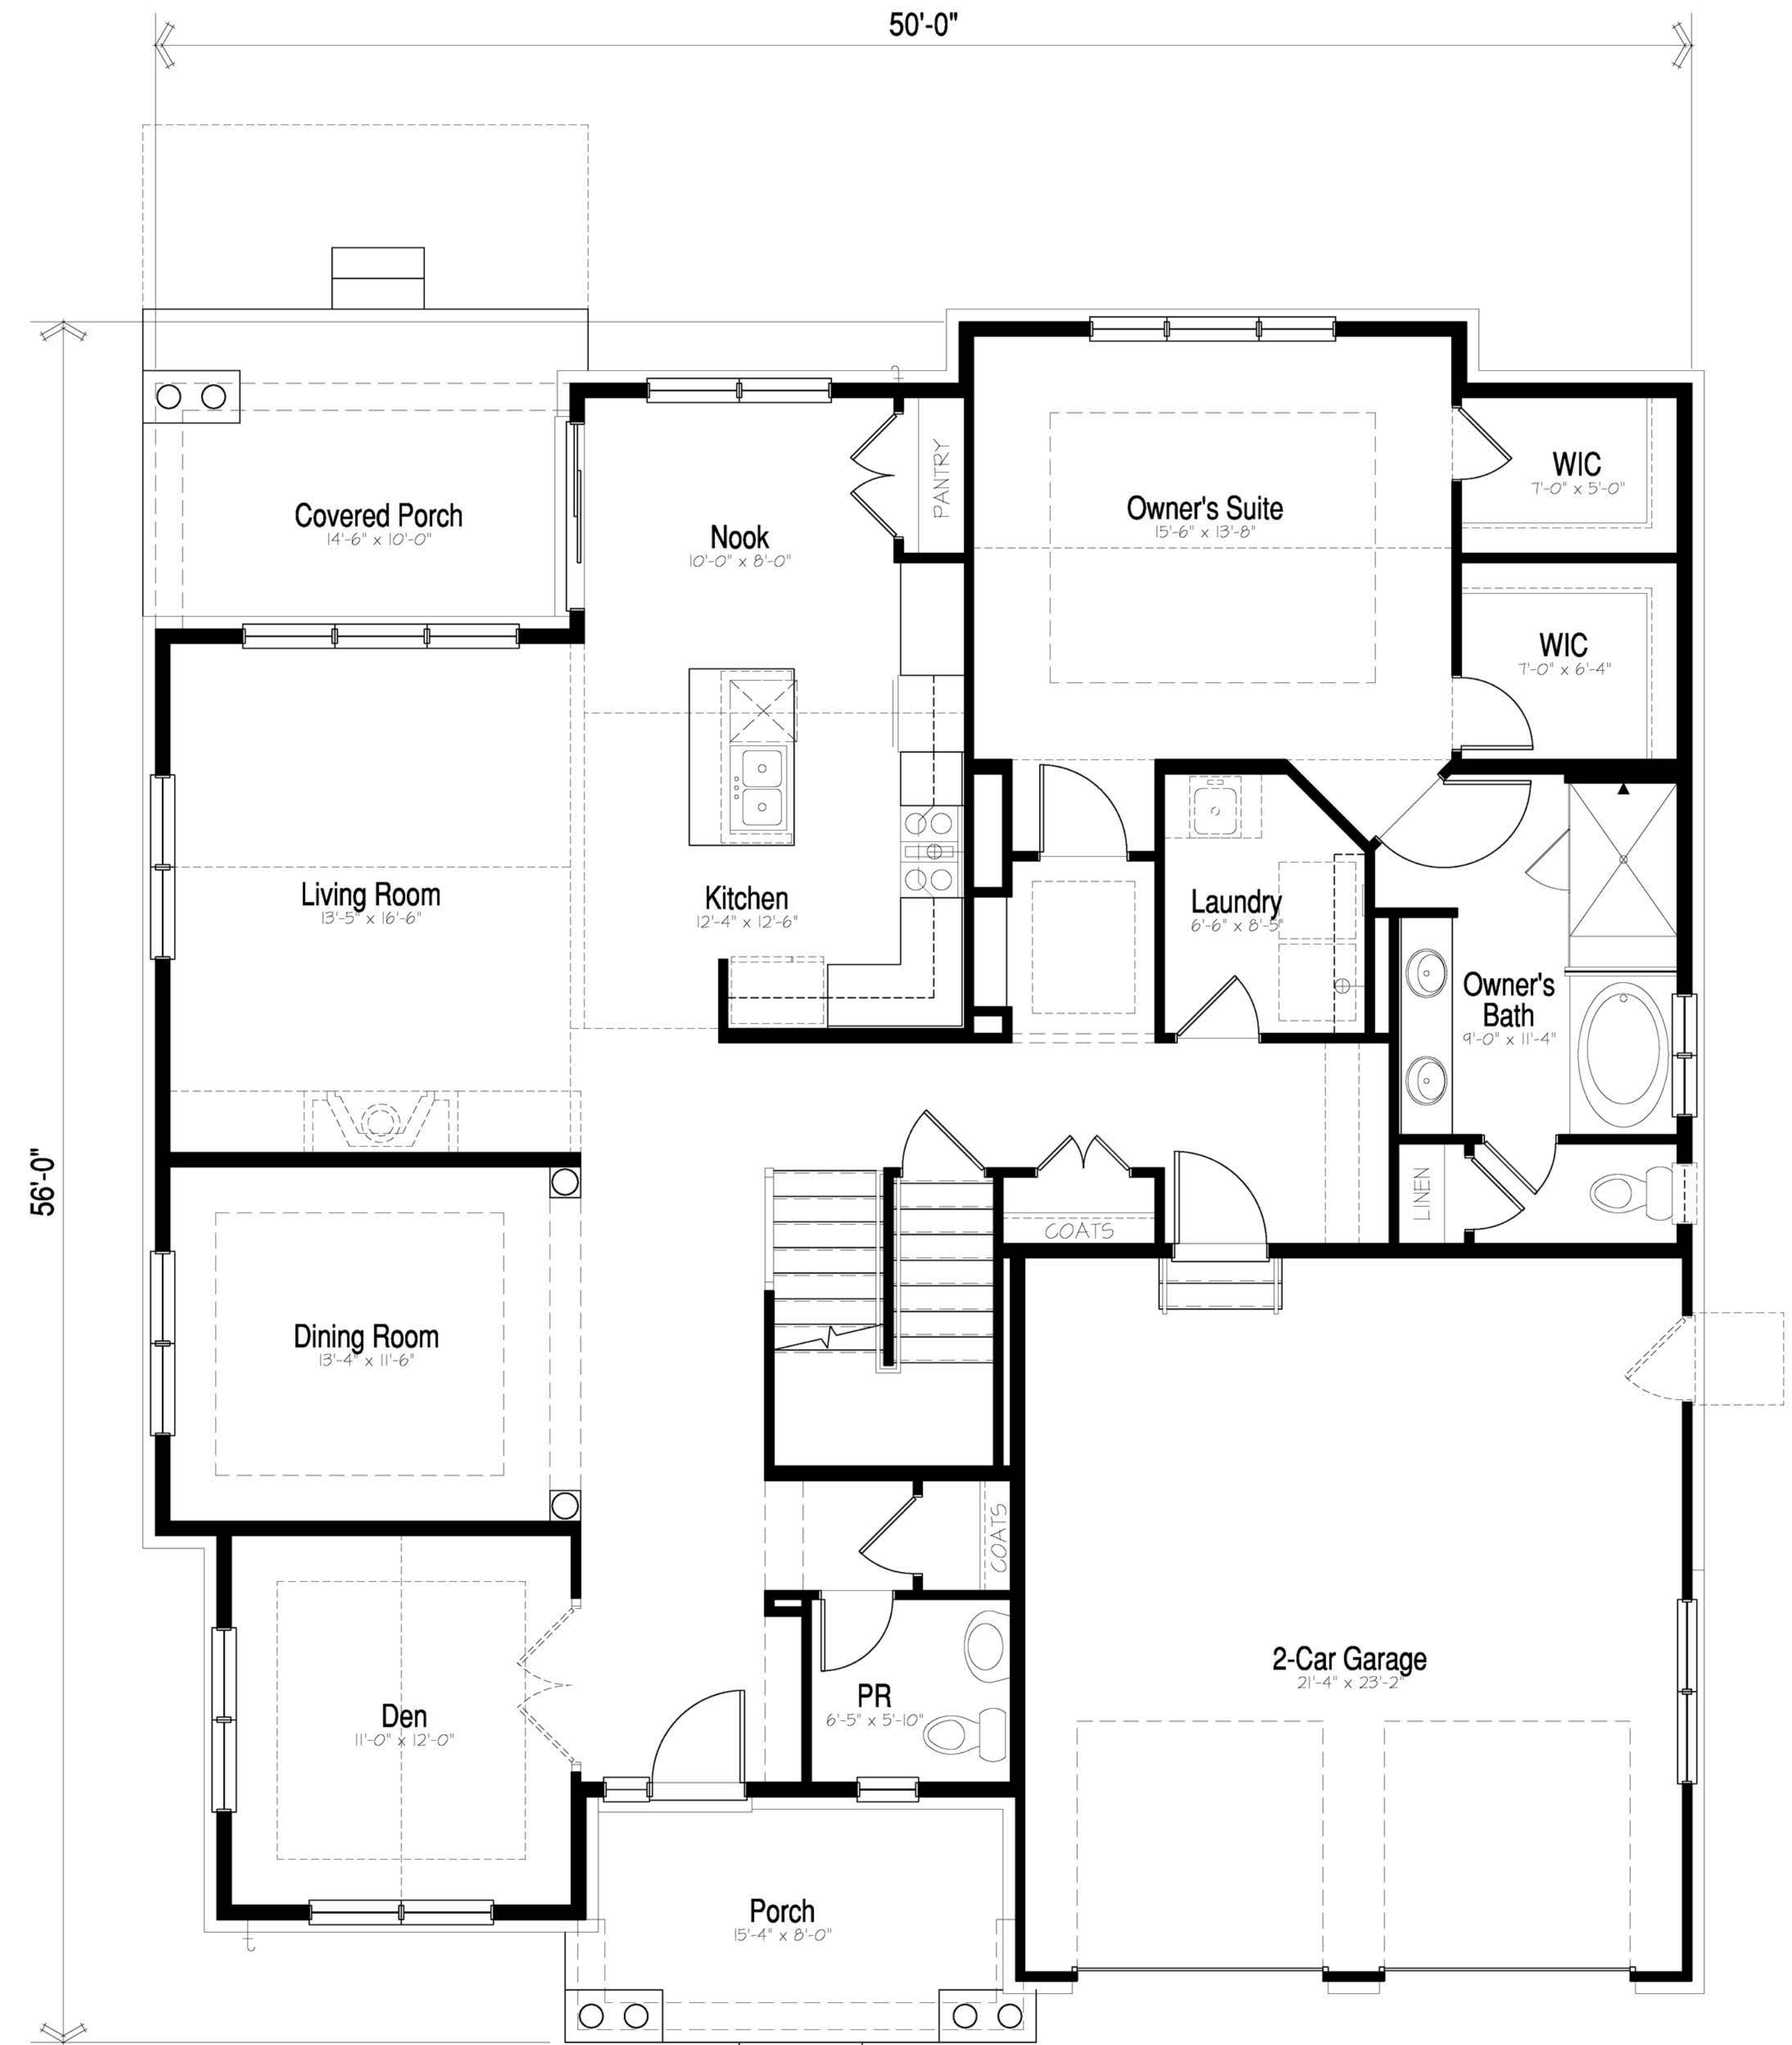 50'-0"
WIC
7'-0" x 5'-0"
PANTRY
Owner's Suite
15'-6" x 13'-8"
Covered Porch
14'-6" x 10'-0"
Nook
10'-0" x 8'-0"
WIC
7'-0" x 6'-4"
Living Room
13'-5" x 16'-6"
Kitchen
12'-4" x 12'-6"
Laundry
6'-6" x 8'-5"
Owner's
Bath
9'-0" x 11'-4"
56'-0"
LINEN
COATS
Dining Room
13'-4" x 11'-6"
COATS
2-Car Garage
21'-4" x 23'-2"
PR
6'-5" x 5'-10"
Den
11'-0" x 12'-0"
Porch
15'-4" x 8'-0"